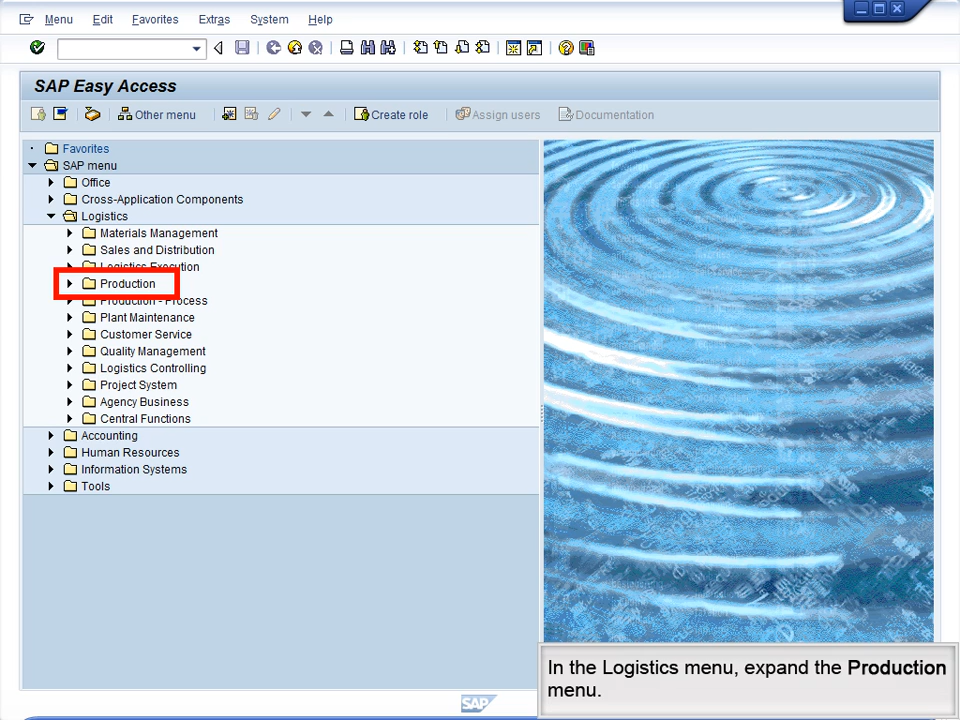 Menu Edit Favorites Extras System Help
SAP Easy Access
Other menu Create role Assign users Documentation
Favorites
SAP menu
Office
Cross-Application Components
Logistics
Materials Management
Sales and Distribution
Logistics Execution
Production
Production - Process
Plant Maintenance
Customer Service
Quality Management
Logistics Controlling
Project System
Agency Business
Central Functions
Accounting
Human Resources
Information Systems
Tools
In the Logistics menu, expand the Production
menu.
SAP